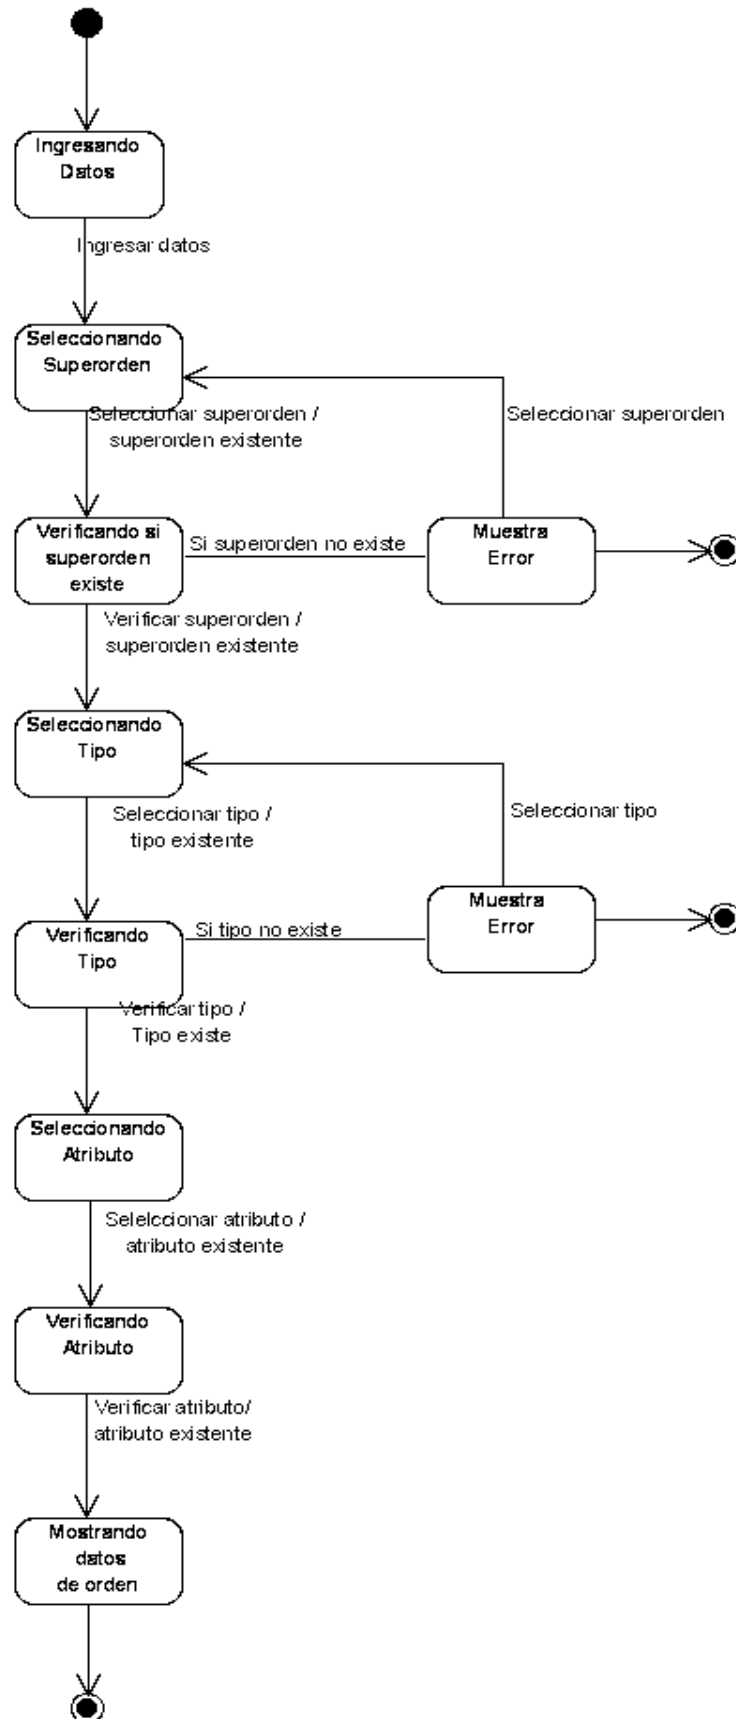 Ingresando
Datos
Ingresar datos
Seleccionando
Superorden
Seleccionar superorden /
superorden existente
Seleccionar superorden
Verificando si
superorden
existe
Si superorden no existe
Muestra
Error
Verificar superorden /
superorden existente
Seleccionando
Tipo
Seleccionar tipo /
tipo existente
Seleccionar tipo
Verificando
Tipo
Si tipo no existe
Muestra
Error
Verificar tipo /
Tipo existe
Seleccionando
Atributo
Selelccionar atributo /
atributo existente
Verificando
Atributo
Verificar atributo/
atributo existente
Mostrando
datos
de orden